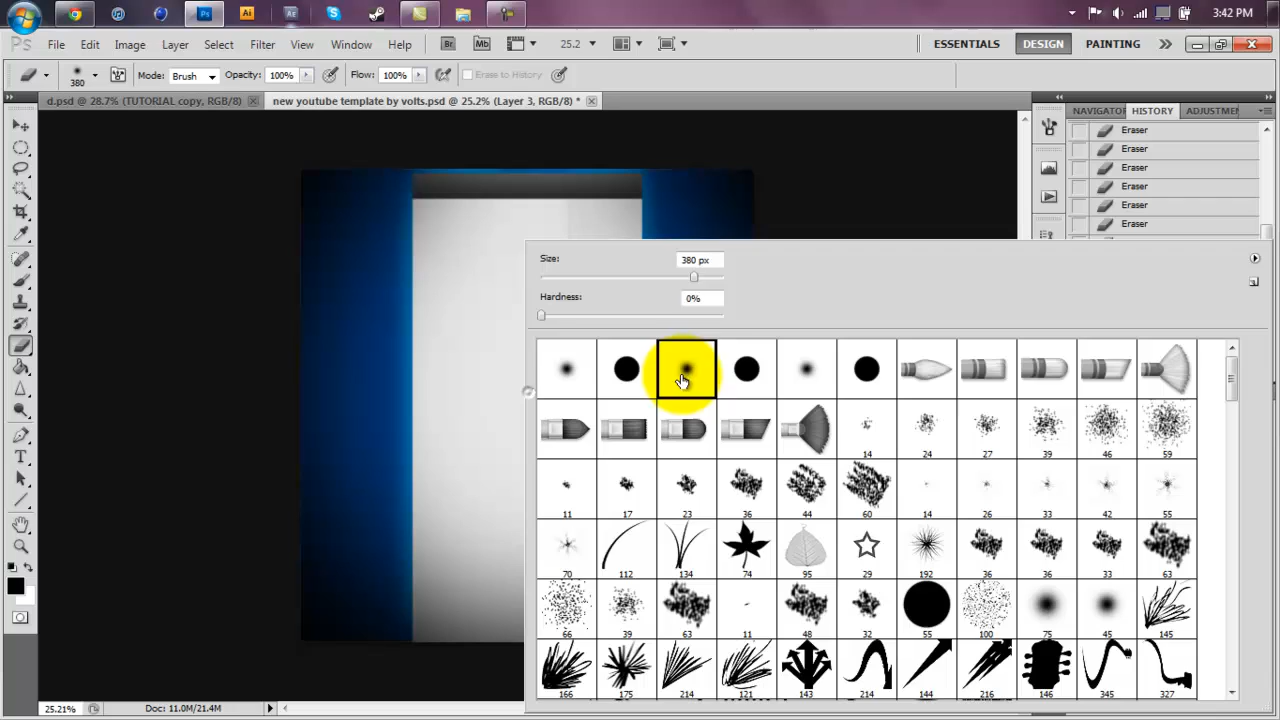 Ps Ai Ae 3:42 PM
Ps File Edit Image Layer Select Filter View Window Help Br Mb 25.2 ESSENTIALS DESIGN PAINTING
380 Mode: Brush Opacity: 100% Flow: 100% Erase to History
d.psd @ 28.7% (TUTORIAL copy, RGB/8) new youtube template by volts.psd @ 25.2% (Layer 3, RGB/8) * NAVIGATOR HISTORY ADJUSTMEN
Eraser
Eraser
Eraser
Eraser
Eraser
Eraser
Size: 380 px
Hardness: 0%
14 24 27 39 46 59
11 17 23 36 44 60 14 26 33 42 55
70 112 134 74 95 29 192 36 36 33 63
66 39 63 11 48 32 55 100 75 45 145
166 175 214 121 143 214 144 216 146 345 327
25.21% Doc: 11.0M/21.4M